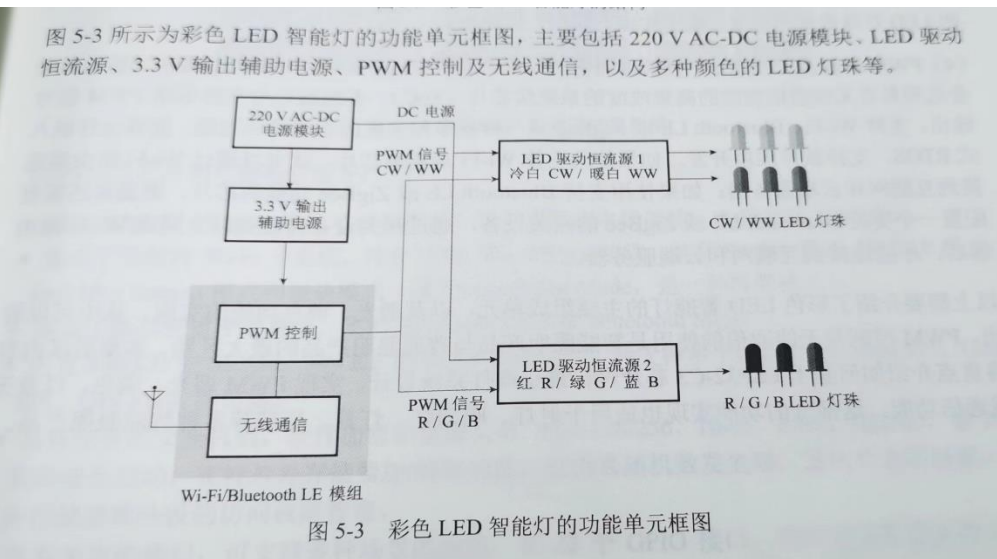 图 5-3 所示为彩色 LED 智能灯的功能单元框图，主要包括 220 V AC-DC 电源模块、LED 驱动
恒流源、3.3 V 输出辅助电源、PWM 控制及无线通信，以及多种颜色的 LED 灯珠等。
220 V AC-DC
电源模块
DC 电源
PWM 信号
CW / WW
LED 驱动恒流源 1
冷白 CW / 暖白 WW
CW / WW LED 灯珠
3.3 V 输出
辅助电源
PWM 控制
LED 驱动恒流源 2
红 R / 绿 G / 蓝 B
R / G / B LED 灯珠
PWM 信号
R / G / B
无线通信
Wi-Fi/Bluetooth LE 模组
图 5-3 彩色 LED 智能灯的功能单元框图